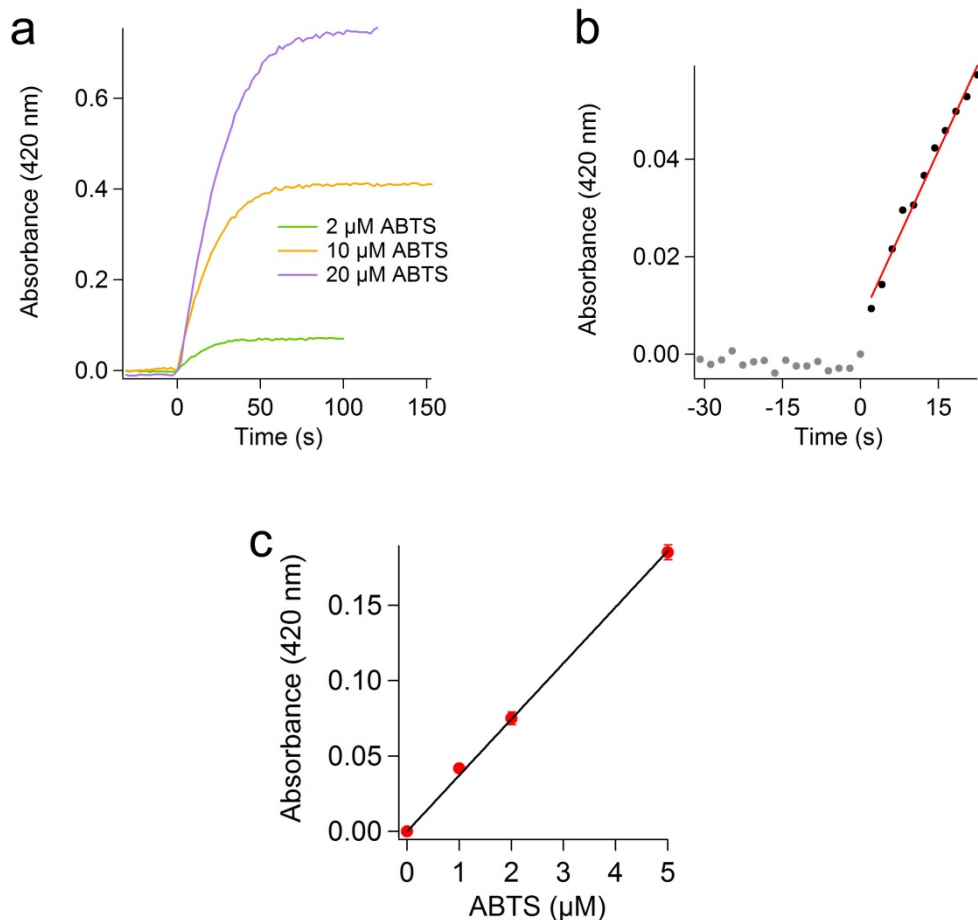 a
Absorbance (420 nm)
0.6
0.4
0.2
0.0
2 µM ABTS
10 µM ABTS
20 µM ABTS
0 50 100 150
Time (s)
b
Absorbance (420 nm)
0.04
0.02
0.00
-30 -15 0 15
Time (s)
c
Absorbance (420 nm)
0.15
0.10
0.05
0.00
0 1 2 3 4 5
ABTS (µM)